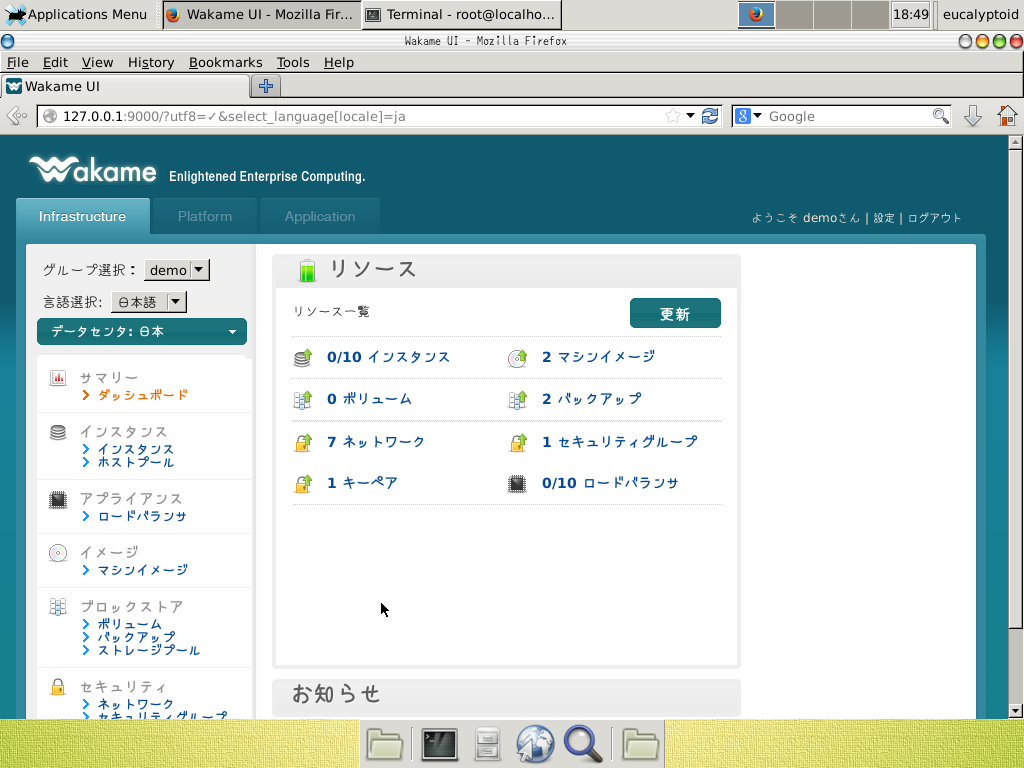 Applications Menu
Wakame UI - Mozilla Fir...
Terminal - root@localho...
18:49
eucalyptoid
Wakame UI - Mozilla Firefox
File Edit View History Bookmarks Tools Help
Wakame UI
127.0.0.1:9000/?utf8=✓&select_language[locale]=ja
Google
Wakame Enlightened Enterprise Computing.
Infrastructure Platform Application
ようこそ demoさん | 設定 | ログアウト
グループ選択: demo
言語選択: 日本語
データセンタ: 日本
サマリー
ダッシュボード
インスタンス
インスタンス
ホストプール
アプライアンス
ロードバランサ
イメージ
マシンイメージ
ブロックストア
ボリューム
バックアップ
ストレージプール
セキュリティ
ネットワーク
セキュリティグループ
リソース
リソース一覧
更新
0/10 インスタンス
2 マシンイメージ
0 ボリューム
2 バックアップ
7 ネットワーク
1 セキュリティグループ
1 キーペア
0/10 ロードバランサ
お知らせ